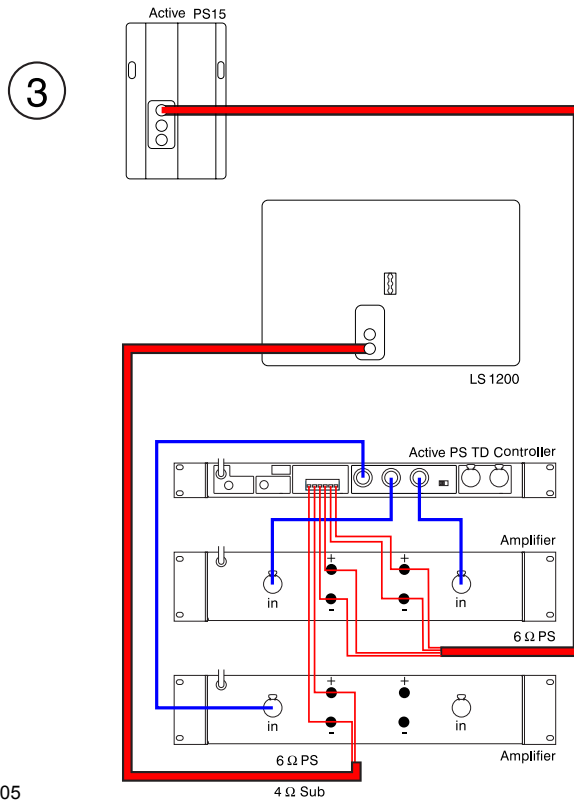 Active PS15
3
LS 1200
Active PS TD Controller
Amplifier
+ +
in in
- -
6 Ω PS
+ +
in in
- -
Amplifier
6 Ω PS
4 Ω Sub
05